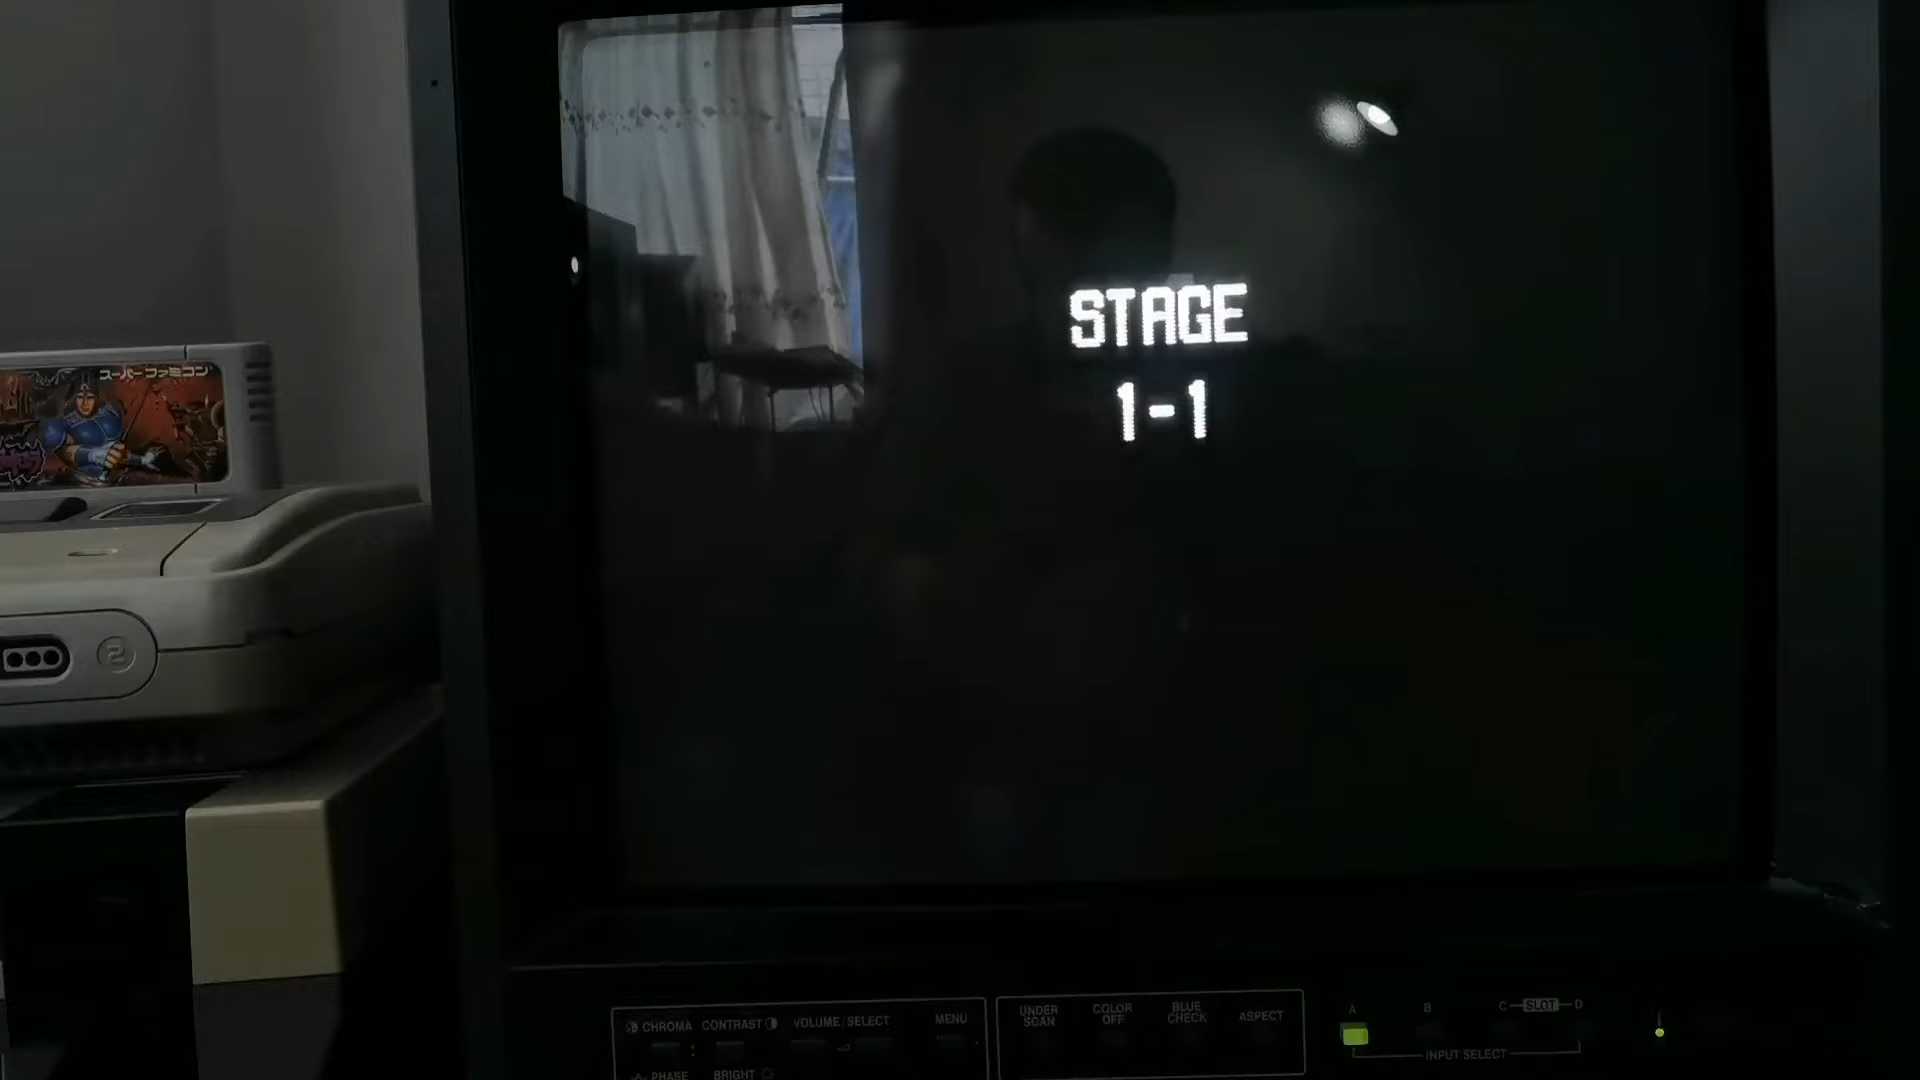 スーパーファミコン
STAGE
1-1
2
CHROMA
CONTRAST
VOLUME/SELECT
MENU
PHASE
BRIGHT
UNDER
SCAN
COLOR
OFF
BLUE
CHECK
ASPECT
A
B
C SLOT D
INPUT SELECT